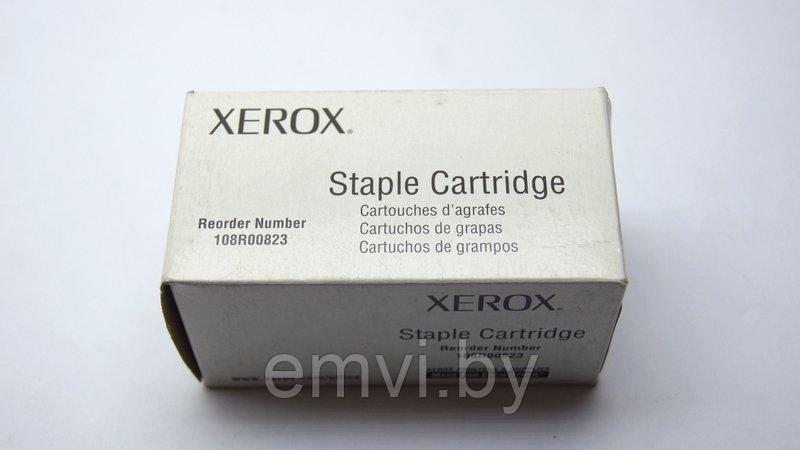 XEROX®
Staple Cartridge
Cartouches d'agrafes
Cartuchos de grapas
Cartuchos de grampos
Reorder Number
108R00823
XEROX®
Staple Cartridge
Reorder Number
108R00823
emvi.by